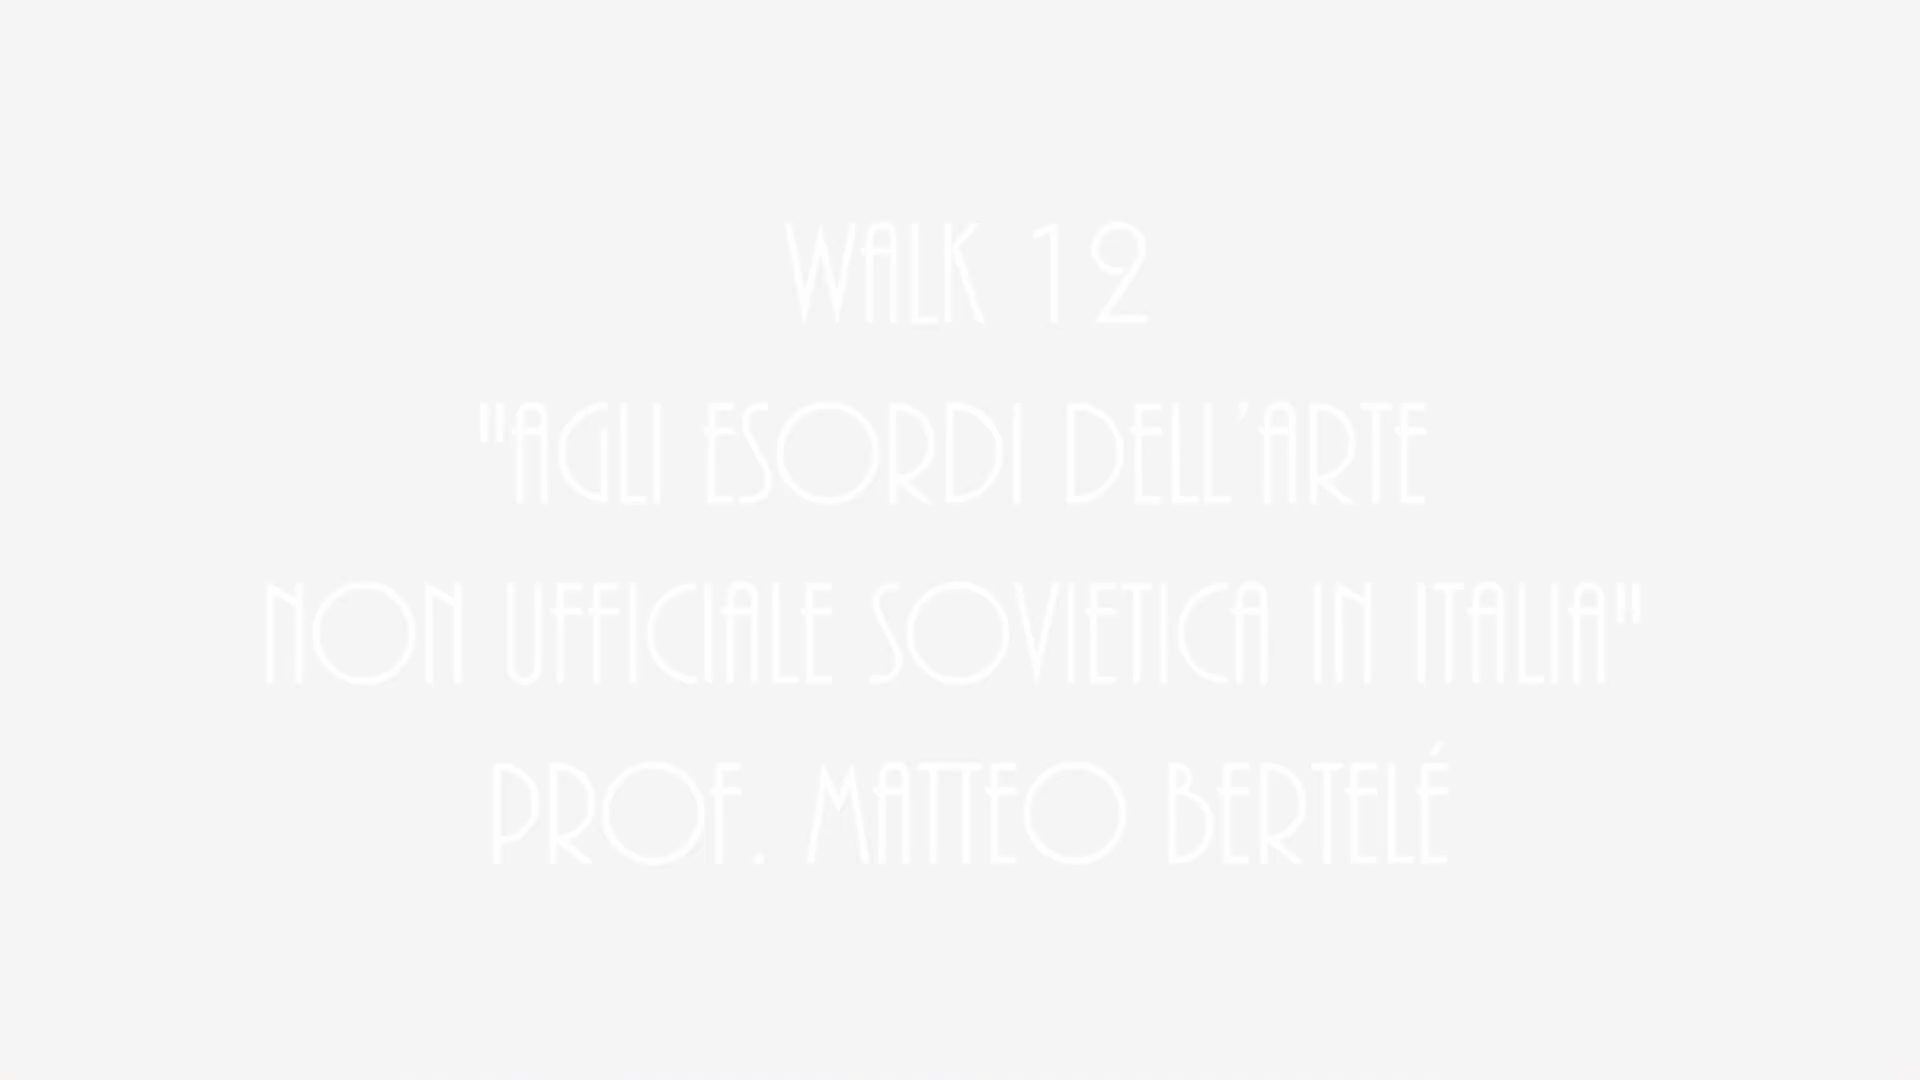 WALK 12
"AGLI ESORDI DELL'ARTE
NON UFFICIALE SOVIETICA IN ITALIA"
PROF. MATTEO BERTELÉ